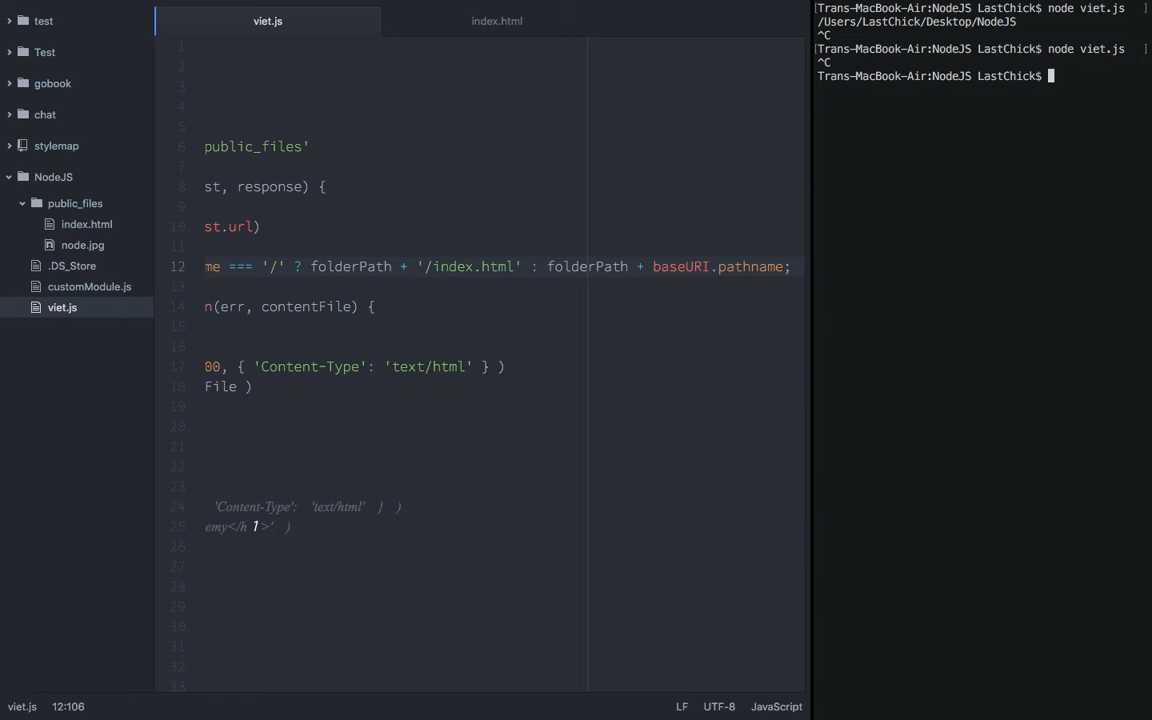 test
Test
gobook
chat
stylemap
NodeJS
public_files
index.html
node.jpg
.DS_Store
customModule.js
viet.js
viet.js
index.html
1
2
3
4
5
6 public_files'
7
8 st, response) {
9
10 st.url)
11
12 me === '/' ? folderPath + '/index.html' : folderPath + baseURI.pathname;
13
14 n(err, contentFile) {
15
16
17 00, { 'Content-Type': 'text/html' } )
18 File )
19
20
21
22
23
24 'Content-Type': 'text/html' } )
25 emy</h1>' )
26
27
28
29
30
31
32
33
viet.js 12:106
LF UTF-8 JavaScript
[Trans-MacBook-Air:NodeJS LastChick$ node viet.js ]
/Users/LastChick/Desktop/NodeJS
^C
[Trans-MacBook-Air:NodeJS LastChick$ node viet.js ]
^C
Trans-MacBook-Air:NodeJS LastChick$